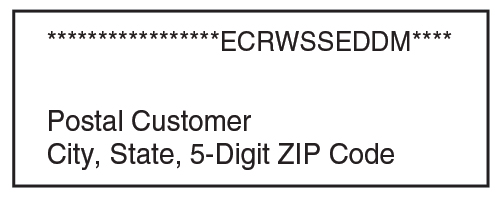 *****************ECRWSSEDDM****
Postal Customer
City, State, 5-Digit ZIP Code